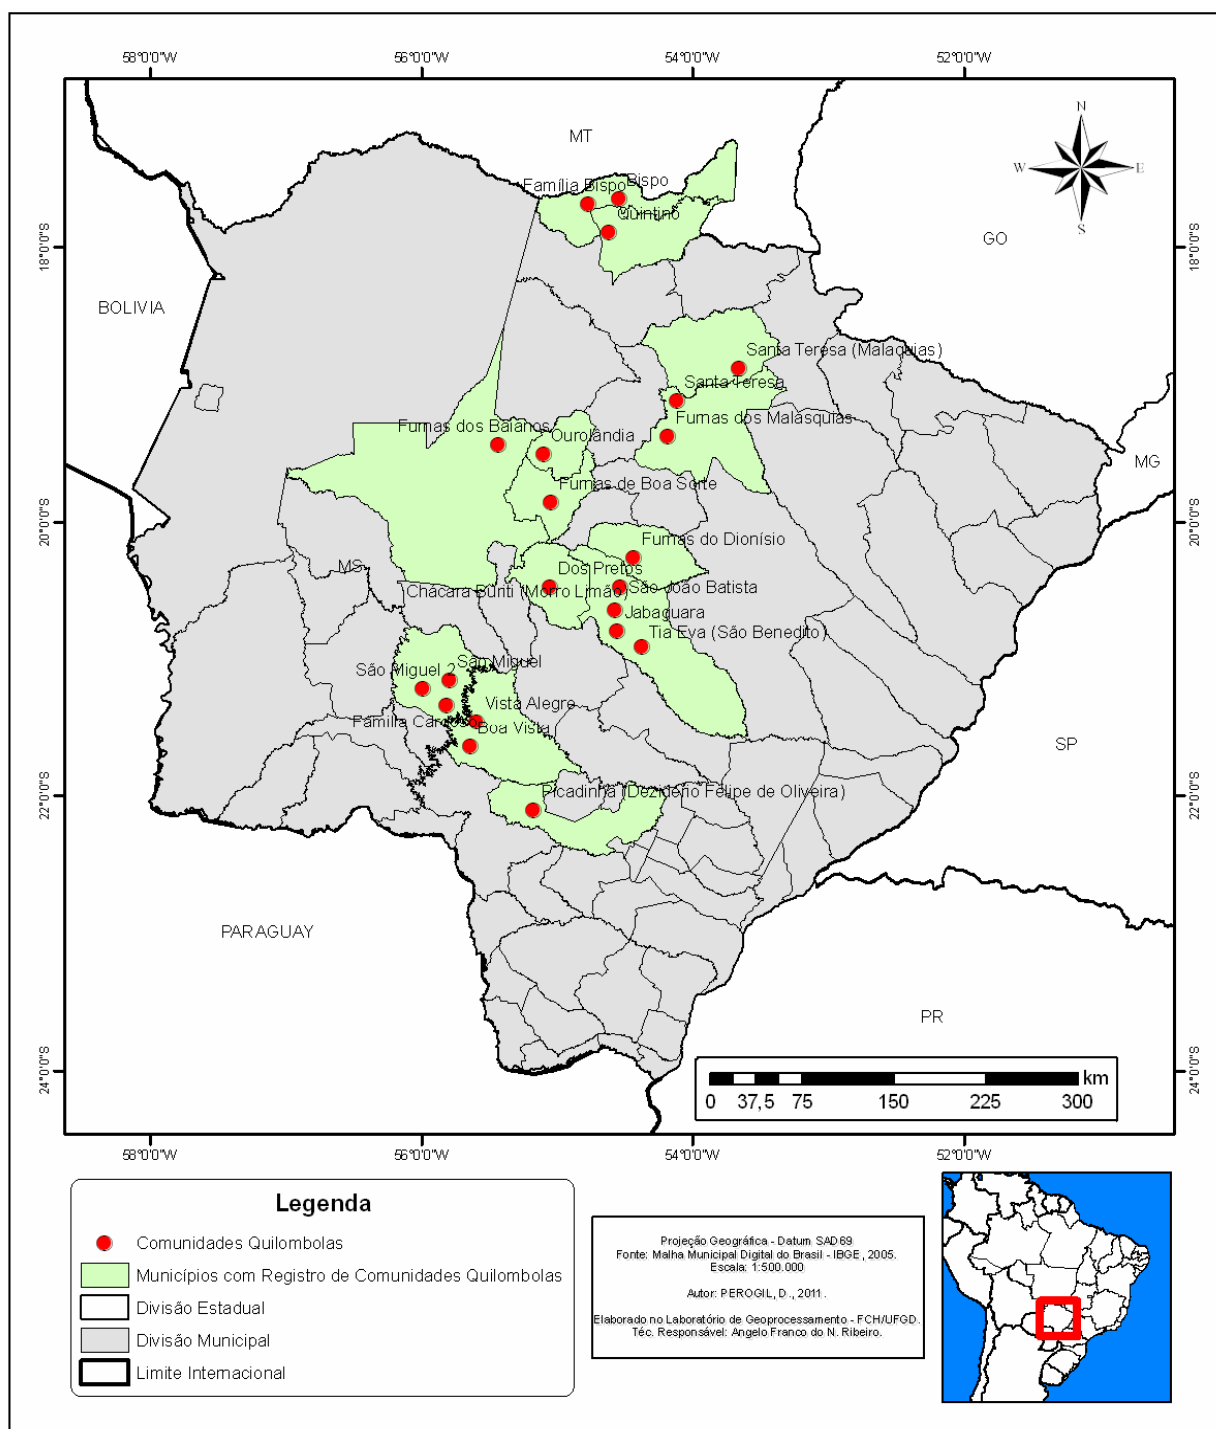 58°0'0"W 56°0'0"W 54°0'0"W 52°0'0"W
N
W E
S
MT
GO
18°0'0"S 18°0'0"S
Família Bispo
Bispo
Quintino
BOLIVIA
Santa Teresa (Malaquias)
Santa Teresa
Furnas dos Malásquias
Furnas dos Baianos
Ourolândia
MG
Furnas de Boa Sorte
20°0'0"S 20°0'0"S
Furnas do Dionísio
MS
Dos Pretos
Chácara Buriti (Morro Limão)
São João Batista
Jabaquara
Tia Eva (São Benedito)
São Miguel
São Miguel 2
Vista Alegre
Família Cardoso
Boa Vista
SP
Picadinha (Dezidério Felipe de Oliveira)
22°0'0"S 22°0'0"S
PARAGUAY
PR
24°0'0"S 24°0'0"S
km
0 37,5 75 150 225 300
58°0'0"W 56°0'0"W 54°0'0"W 52°0'0"W
Legenda
Comunidades Quilombolas
Municípios com Registro de Comunidades Quilombolas
Divisão Estadual
Divisão Municipal
Limite Internacional
Projeção Geográfica - Datum SAD69
Fonte: Malha Municipal Digital do Brasil - IBGE, 2005.
Escala: 1:500.000
Autor: PEROGIL, D., 2011.
Elaborado no Laboratório de Geoprocessamento - FCH/UFGD.
Téc. Responsável: Angelo Franco do N. Ribeiro.